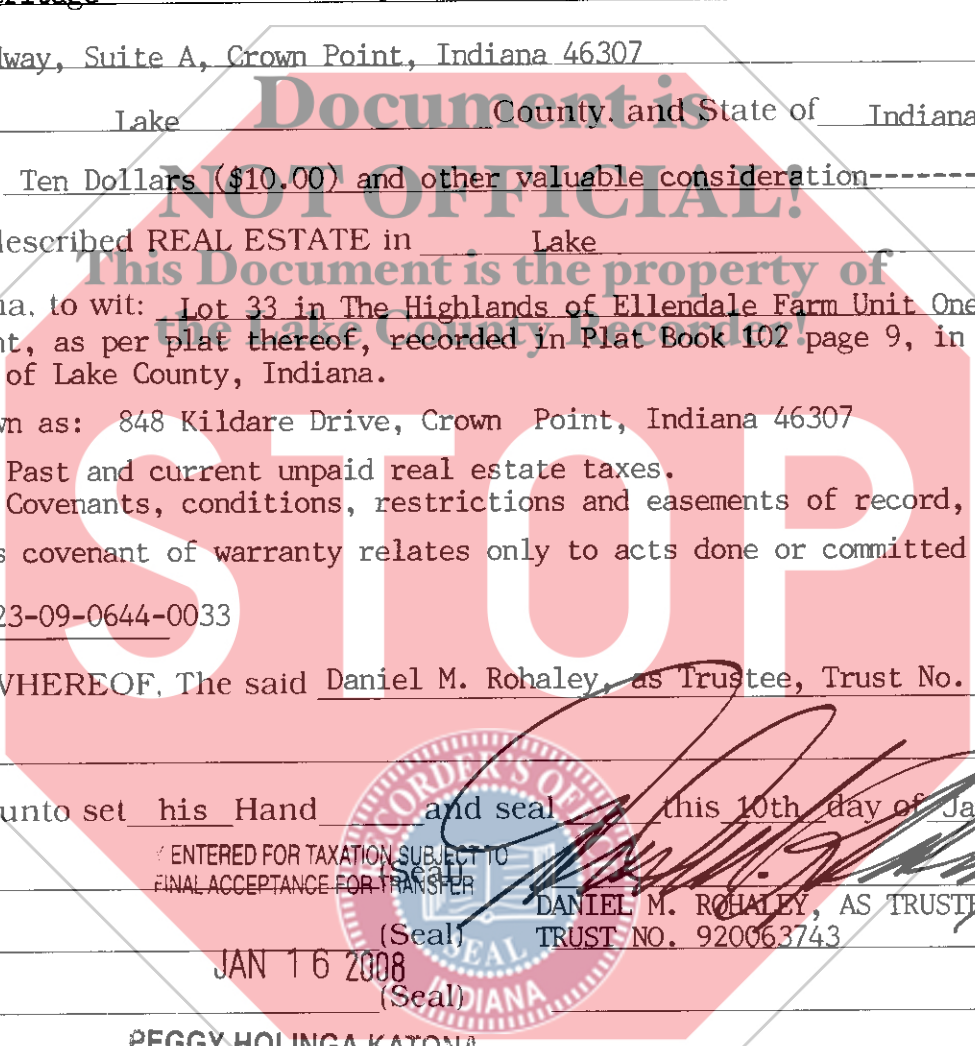 way, Suite A, Crown Point, Indiana 46307
Document is
Lake County, and State of Indiana
NOT OFFICIAL!
Ten Dollars ($10.00) and other valuable consideration-------
described REAL ESTATE in Lake
This Document is the property of
the Lake County Recorder!
na, to wit: Lot 33 in The Highlands of Ellendale Farm Unit One
nt, as per plat thereof, recorded in Plat Book 102 page 9, in
of Lake County, Indiana.
wn as: 848 Kildare Drive, Crown Point, Indiana 46307
STOP
Past and current unpaid real estate taxes.
Covenants, conditions, restrictions and easements of record,
s covenant of warranty relates only to acts done or committed
23-09-0644-0033
WHEREOF, The said Daniel M. Rohaley, as Trustee, Trust No.
unto set his Hand and seal this 10th day of Ja
RECORDER'S OF
ENTERED FOR TAXATION SUBJECT TO
FINAL ACCEPTANCE FOR TRANSFER
(Seal)
DANIEL M. ROHALEY, AS TRUSTE
(Seal) TRUST NO. 920063743
SEAL
JAN 16 2008
(Seal)
INDIANA
PEGGY HOLINGA KATONA